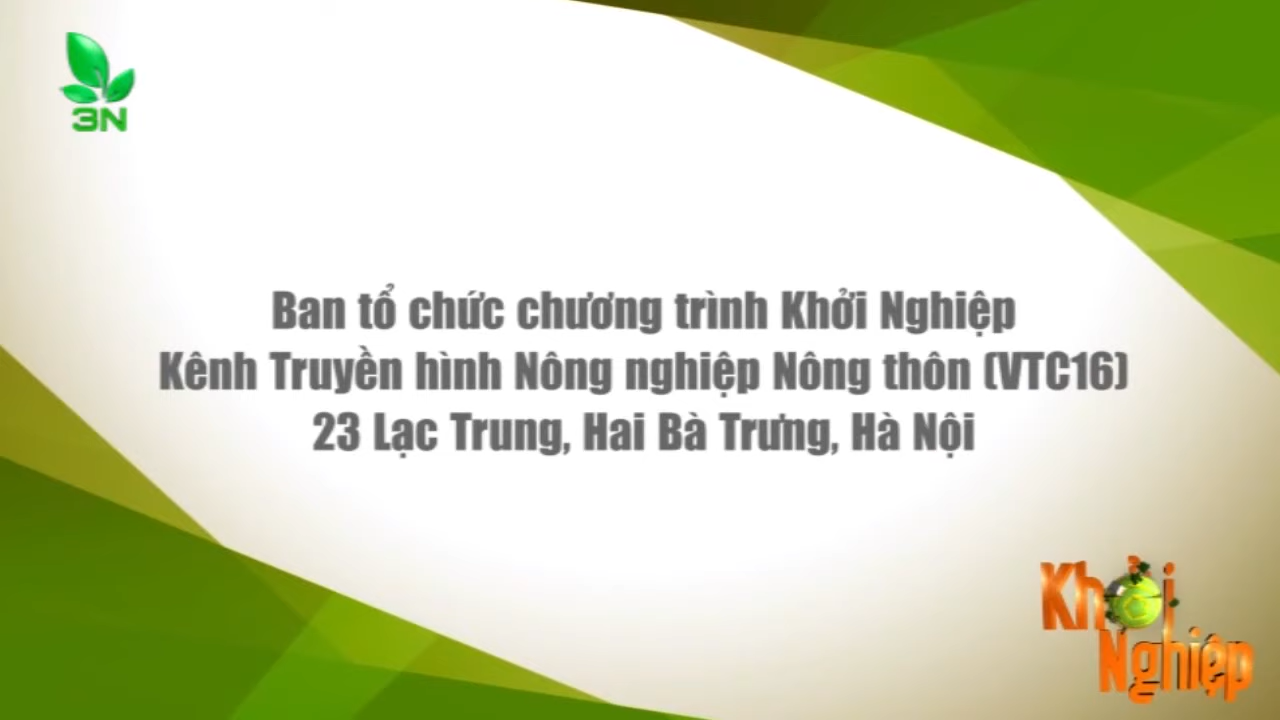 3N
Ban tổ chức chương trình Khởi Nghiệp
Kênh Truyền hình Nông nghiệp Nông thôn (VTC16)
23 Lạc Trung, Hai Bà Trưng, Hà Nội
Khởi
Nghiệp